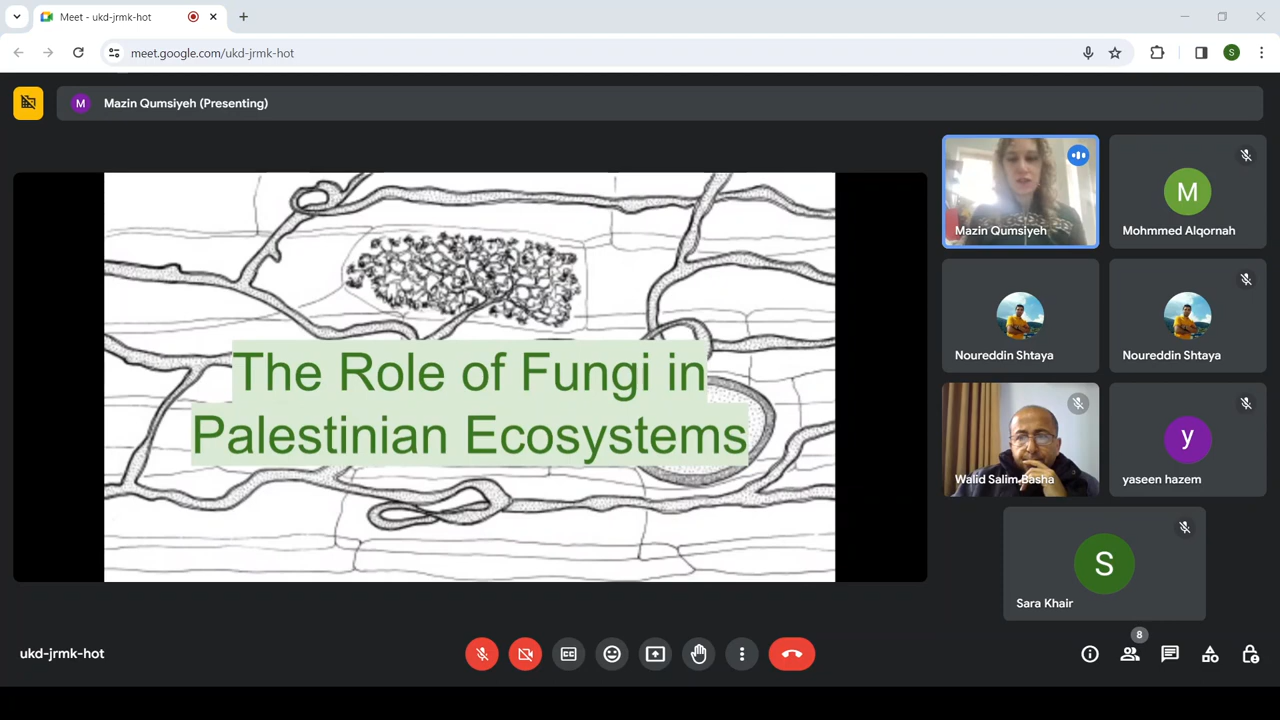 Meet - ukd-jrmk-hot
meet.google.com/ukd-jrmk-hot
S
M
Mazin Qumsiyeh (Presenting)
The Role of Fungi in
Palestinian Ecosystems
Mazin Qumsiyeh
M
Mohmmed Alqornah
Noureddin Shtaya
Noureddin Shtaya
Walid Salim Basha
y
yaseen hazem
S
Sara Khair
ukd-jrmk-hot
CC
8